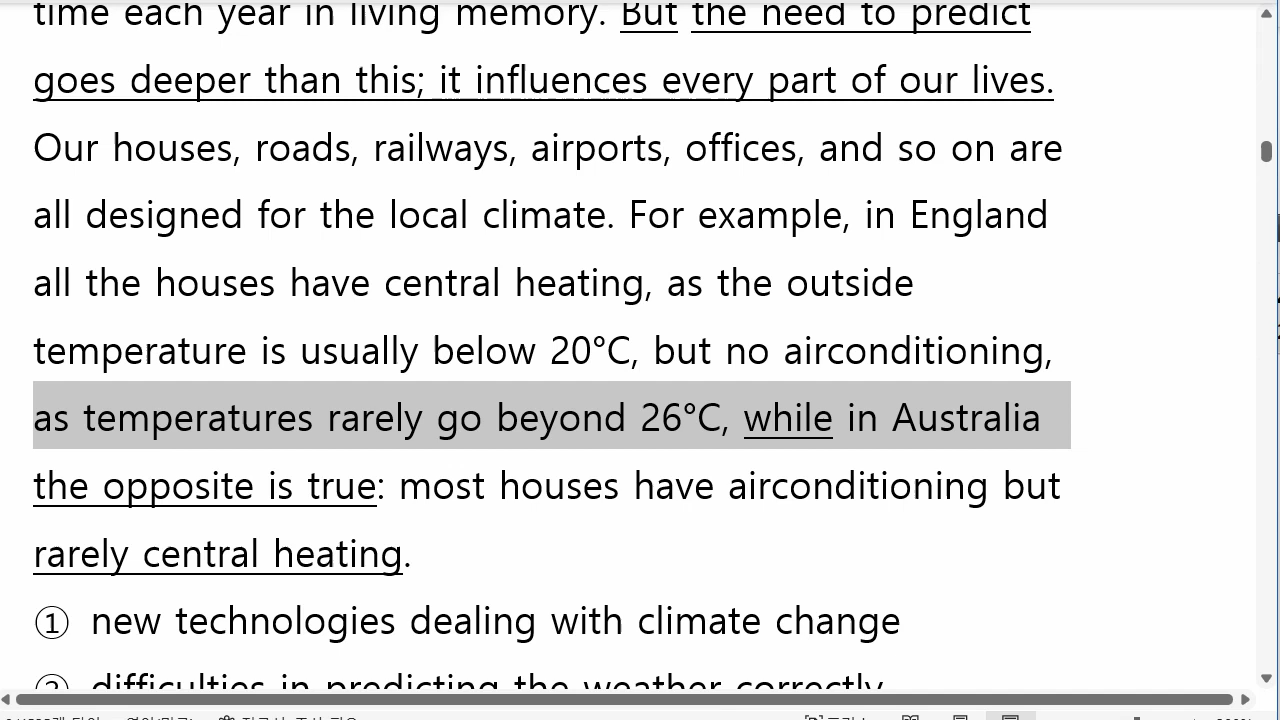 time each year in living memory. But the need to predict
goes deeper than this; it influences every part of our lives.
Our houses, roads, railways, airports, offices, and so on are
all designed for the local climate. For example, in England
all the houses have central heating, as the outside
temperature is usually below 20°C, but no airconditioning,
as temperatures rarely go beyond 26°C, while in Australia
the opposite is true: most houses have airconditioning but
rarely central heating.
① new technologies dealing with climate change
② difficulties in predicting the weather correctly